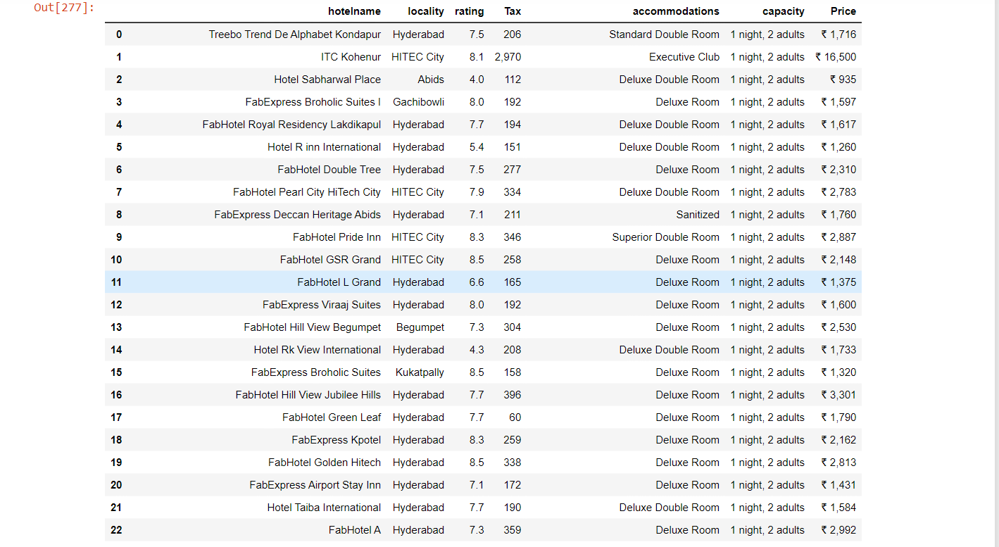 Out[277]:
hotelname locality rating Tax accommodations capacity Price
0 Treebo Trend De Alphabet Kondapur Hyderabad 7.5 206 Standard Double Room 1 night, 2 adults ₹ 1,716
1 ITC Kohenur HITEC City 8.1 2,970 Executive Club 1 night, 2 adults ₹ 16,500
2 Hotel Sabharwal Place Abids 4.0 112 Deluxe Double Room 1 night, 2 adults ₹ 935
3 FabExpress Broholic Suites I Gachibowli 8.0 192 Deluxe Room 1 night, 2 adults ₹ 1,597
4 FabHotel Royal Residency Lakdikapul Hyderabad 7.7 194 Deluxe Double Room 1 night, 2 adults ₹ 1,617
5 Hotel R inn International Hyderabad 5.4 151 Deluxe Double Room 1 night, 2 adults ₹ 1,260
6 FabHotel Double Tree Hyderabad 7.5 277 Deluxe Room 1 night, 2 adults ₹ 2,310
7 FabHotel Pearl City HiTech City HITEC City 7.9 334 Deluxe Double Room 1 night, 2 adults ₹ 2,783
8 FabExpress Deccan Heritage Abids Hyderabad 7.1 211 Sanitized 1 night, 2 adults ₹ 1,760
9 FabHotel Pride Inn HITEC City 8.3 346 Superior Double Room 1 night, 2 adults ₹ 2,887
10 FabHotel GSR Grand HITEC City 8.5 258 Deluxe Room 1 night, 2 adults ₹ 2,148
11 FabHotel L Grand Hyderabad 6.6 165 Deluxe Room 1 night, 2 adults ₹ 1,375
12 FabExpress Viraaj Suites Hyderabad 8.0 192 Deluxe Room 1 night, 2 adults ₹ 1,600
13 FabHotel Hill View Begumpet Begumpet 7.3 304 Deluxe Room 1 night, 2 adults ₹ 2,530
14 Hotel Rk View International Hyderabad 4.3 208 Deluxe Double Room 1 night, 2 adults ₹ 1,733
15 FabExpress Broholic Suites Kukatpally 8.5 158 Deluxe Room 1 night, 2 adults ₹ 1,320
16 FabHotel Hill View Jubilee Hills Hyderabad 7.7 396 Deluxe Room 1 night, 2 adults ₹ 3,301
17 FabHotel Green Leaf Hyderabad 7.7 60 Deluxe Room 1 night, 2 adults ₹ 1,790
18 FabExpress Kpotel Hyderabad 8.3 259 Deluxe Room 1 night, 2 adults ₹ 2,162
19 FabHotel Golden Hitech Hyderabad 8.5 338 Deluxe Room 1 night, 2 adults ₹ 2,813
20 FabExpress Airport Stay Inn Hyderabad 7.1 172 Deluxe Room 1 night, 2 adults ₹ 1,431
21 Hotel Taiba International Hyderabad 7.7 190 Deluxe Double Room 1 night, 2 adults ₹ 1,584
22 FabHotel A Hyderabad 7.3 359 Deluxe Room 1 night, 2 adults ₹ 2,992